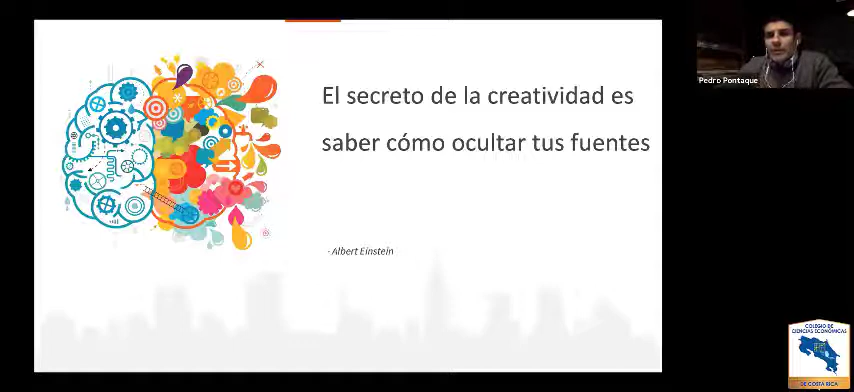 El secreto de la creatividad es
saber cómo ocultar tus fuentes
- Albert Einstein
Pedro Pontaque
COLEGIO DE
CIENCIAS ECONÓMICAS
DE COSTA RICA